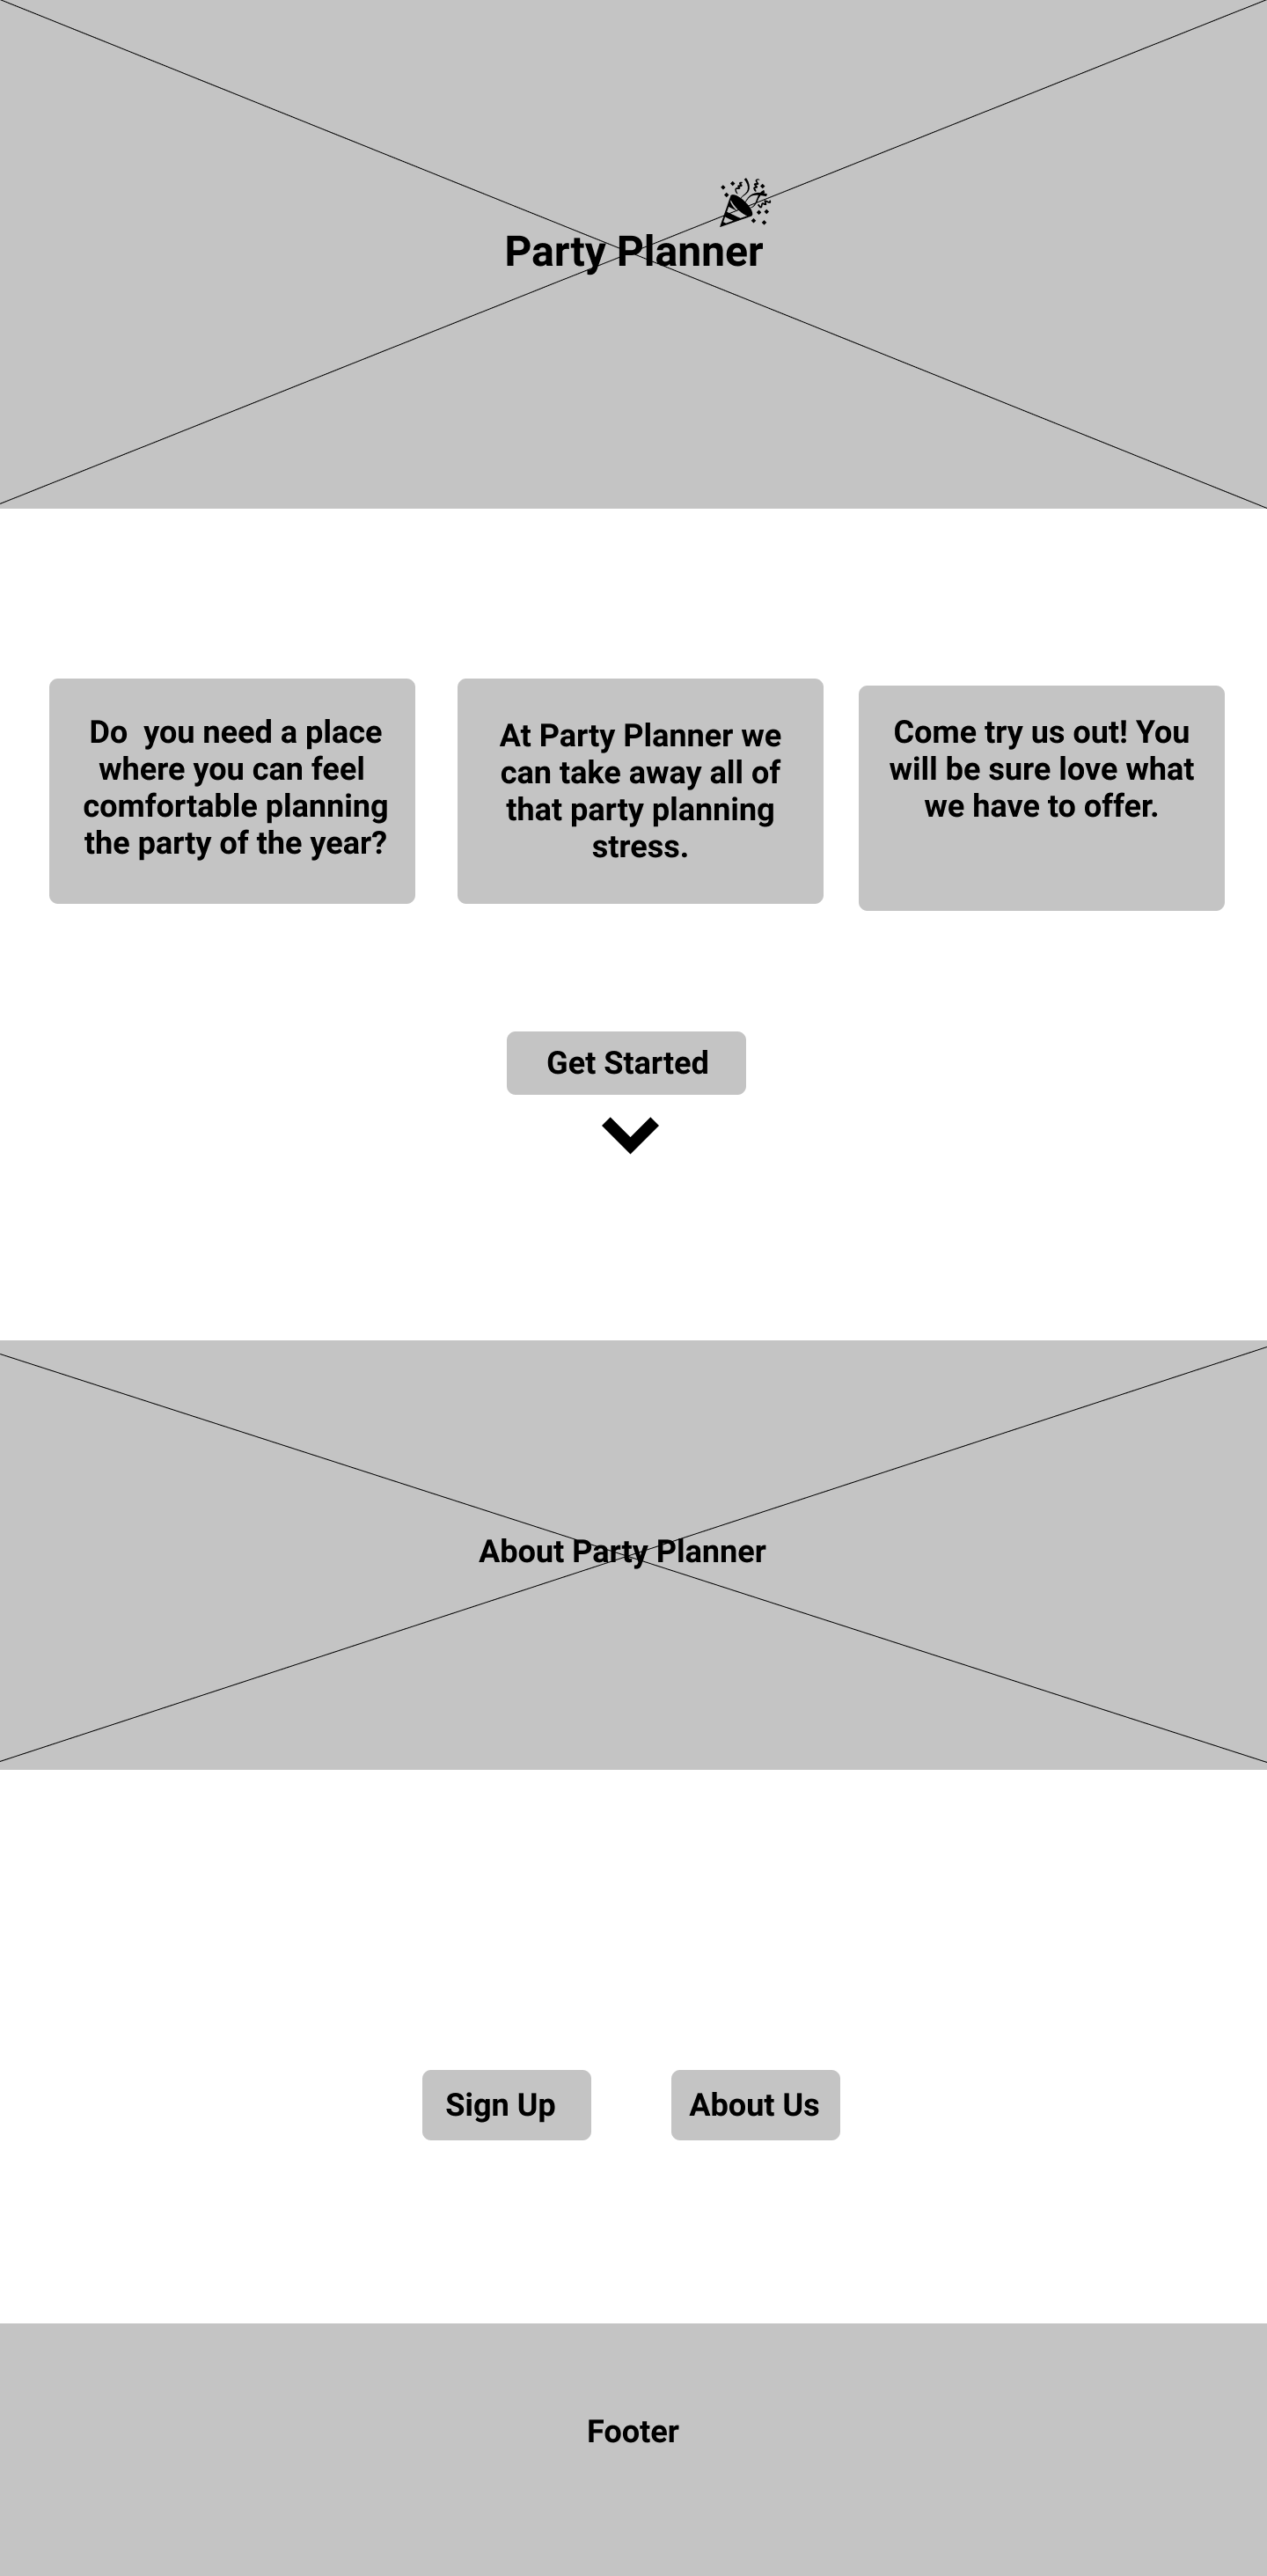 Party Planner
Do you need a place
where you can feel
comfortable planning
the party of the year?
At Party Planner we
can take away all of
that party planning
stress.
Come try us out! You
will be sure love what
we have to offer.
Get Started
About Party Planner
Sign Up
About Us
Footer